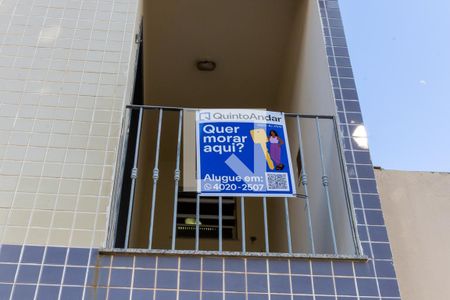 QuintoAndar
Quer
morar
aqui?
Alugue em:
4020-2507